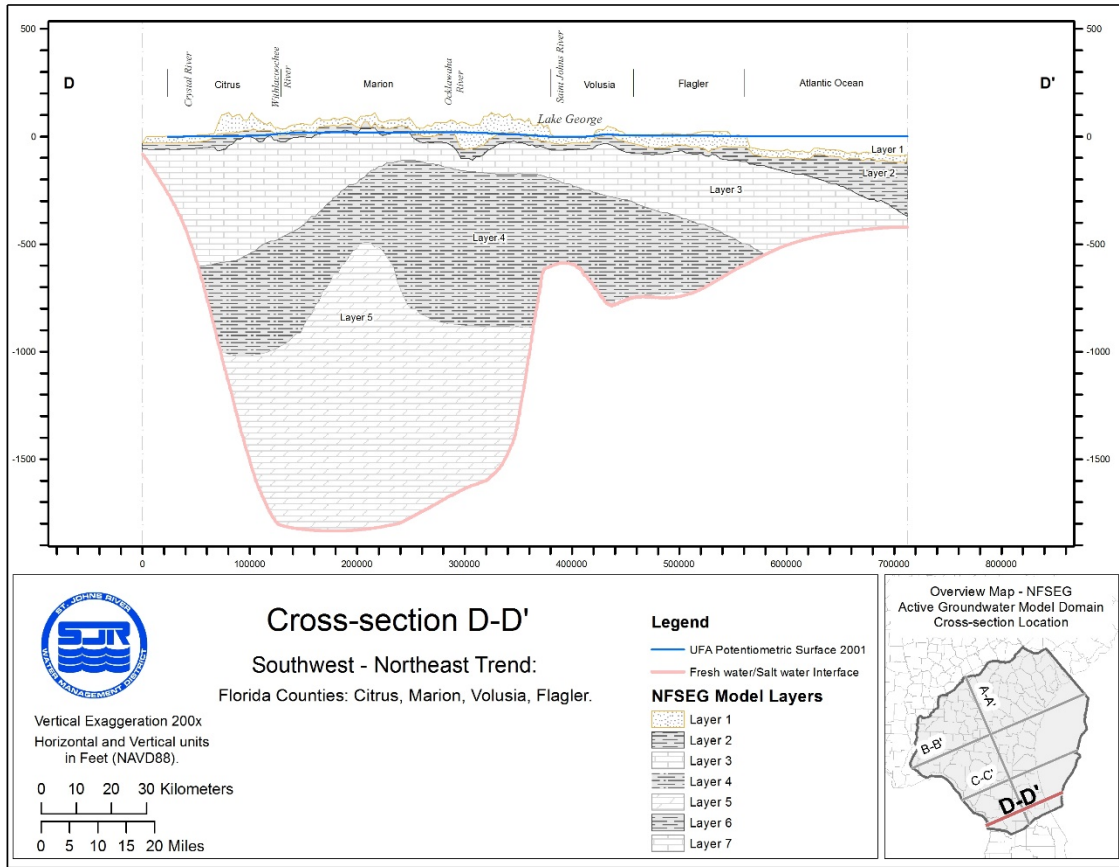 500
500
Crystal River
Withlacoochee
River
Ocklawaha
River
Saint Johns River
D
Citrus
Marion
Volusia
Flagler
Atlantic Ocean
D'
Lake George
0
0
Layer 1
Layer 2
Layer 3
Layer 4
Layer 5
-500
-500
-1000
-1000
-1500
-1500
0
100000
200000
300000
400000
500000
600000
700000
800000
ST. JOHNS RIVER
SJR
WATER MANAGEMENT DISTRICT
Vertical Exaggeration 200x
Horizontal and Vertical units
in Feet (NAVD88).
0 10 20 30 Kilometers
0 5 10 15 20 Miles
Cross-section D-D'
Southwest - Northeast Trend:
Florida Counties: Citrus, Marion, Volusia, Flagler.
Legend
UFA Potentiometric Surface 2001
Fresh water/Salt water Interface
NFSEG Model Layers
Layer 1
Layer 2
Layer 3
Layer 4
Layer 5
Layer 6
Layer 7
Overview Map - NFSEG
Active Groundwater Model Domain
Cross-section Location
A-A'
B-B'
C-C'
D-D'